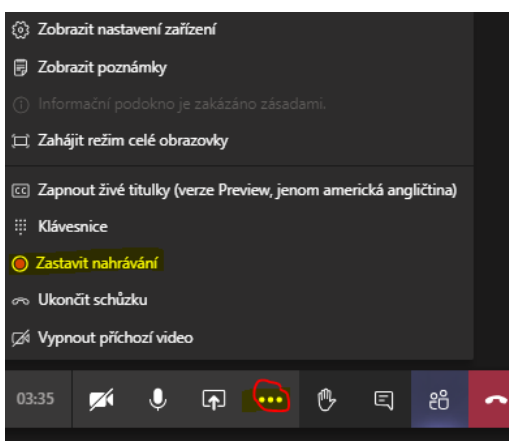 Zobrazit nastavení zařízení
Zobrazit poznámky
Informační podokno je zakázáno zásadami.
Zahájit režim celé obrazovky
CC Zapnout živé titulky (verze Preview, jenom americká angličtina)
Klávesnice
Zastavit nahrávání
Ukončit schůzku
Vypnout příchozí video
03:35